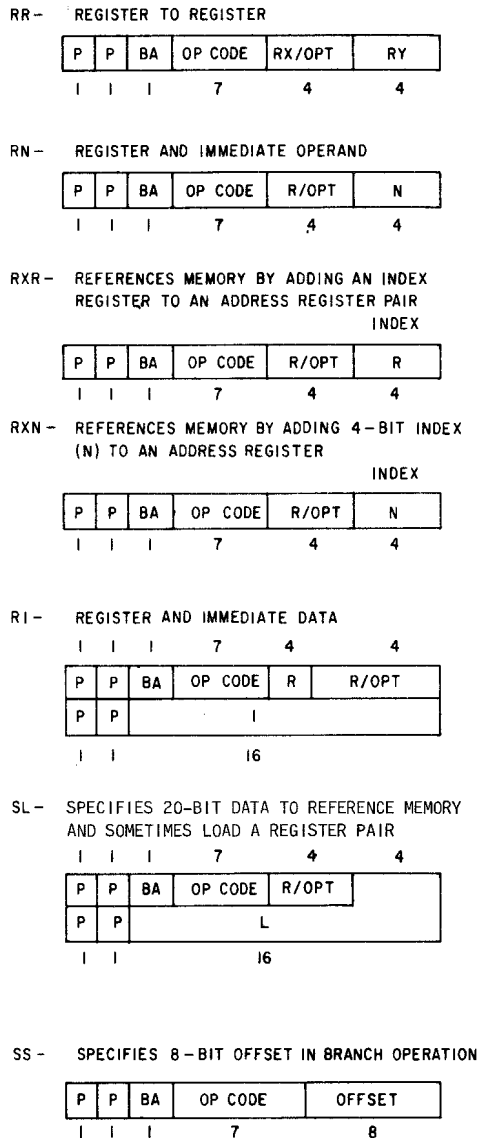 RR- REGISTER TO REGISTER
P P BA OP CODE RX/OPT RY
1 1 1 7 4 4
RN- REGISTER AND IMMEDIATE OPERAND
P P BA OP CODE R/OPT N
1 1 1 7 4 4
RXR- REFERENCES MEMORY BY ADDING AN INDEX
REGISTER TO AN ADDRESS REGISTER PAIR
INDEX
P P BA OP CODE R/OPT R
1 1 1 7 4 4
RXN- REFERENCES MEMORY BY ADDING 4-BIT INDEX
(N) TO AN ADDRESS REGISTER
INDEX
P P BA OP CODE R/OPT N
1 1 1 7 4 4
RI- REGISTER AND IMMEDIATE DATA
1 1 1 7 4 4
P P BA OP CODE R R/OPT
P P I
1 1 16
SL- SPECIFIES 20-BIT DATA TO REFERENCE MEMORY
AND SOMETIMES LOAD A REGISTER PAIR
1 1 1 7 4 4
P P BA OP CODE R/OPT
P P L
1 1 16
SS- SPECIFIES 8-BIT OFFSET IN BRANCH OPERATION
P P BA OP CODE OFFSET
1 1 1 7 8